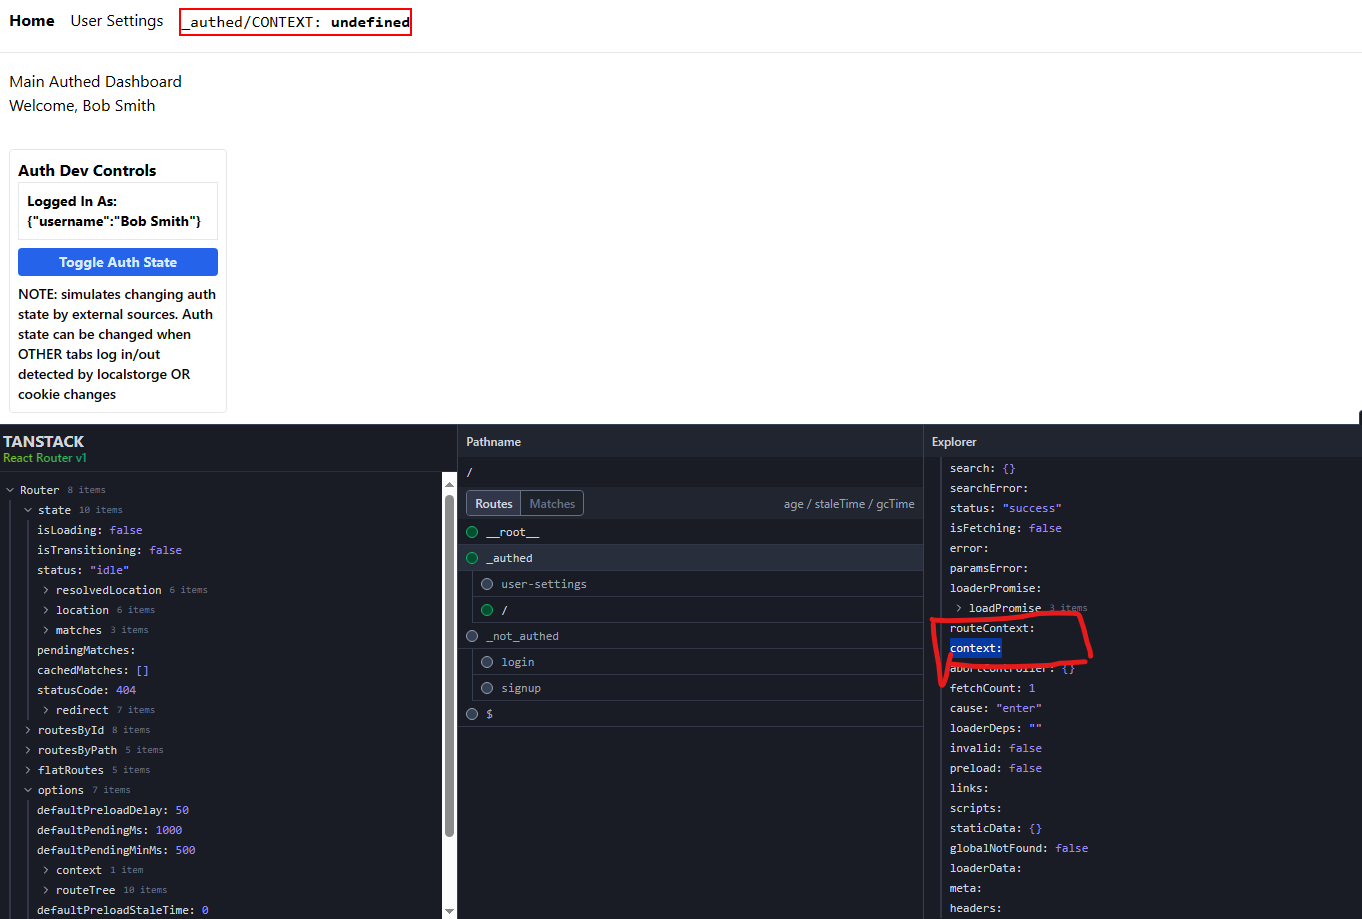 Home User Settings _authed/CONTEXT: undefined
Main Authed Dashboard
Welcome, Bob Smith
Auth Dev Controls
Logged In As:
{"username":"Bob Smith"}
Toggle Auth State
NOTE: simulates changing auth
state by external sources. Auth
state can be changed when
OTHER tabs log in/out
detected by localstorge OR
cookie changes
TANSTACK
React Router v1
Router 8 items
state 10 items
isLoading: false
isTransitioning: false
status: "idle"
resolvedLocation 6 items
location 6 items
matches 3 items
pendingMatches:
cachedMatches: []
statusCode: 404
redirect 7 items
routesById 8 items
routesByPath 5 items
flatRoutes 5 items
options 7 items
defaultPreloadDelay: 50
defaultPendingMs: 1000
defaultPendingMinMs: 500
context 1 item
routeTree 10 items
defaultPreloadStaleTime: 0
Pathname
/
Routes Matches age / staleTime / gcTime
__root__
_authed
user-settings
/
_not_authed
login
signup
$
Explorer
search: {}
searchError:
status: "success"
isFetching: false
error:
paramsError:
loaderPromise:
loadPromise 3 items
routeContext:
context:
abortController: {}
fetchCount: 1
cause: "enter"
loaderDeps: ""
invalid: false
preload: false
links:
scripts:
staticData: {}
globalNotFound: false
loaderData:
meta:
headers: